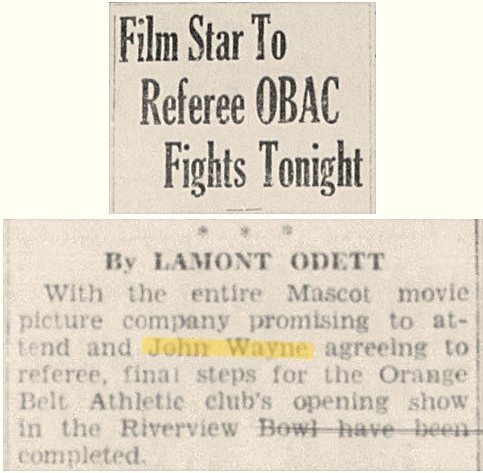 Film Star To
Referee OBAC
Fights Tonight
* * *
By LAMONT ODETT
With the entire Mascot movie
picture company promising to at-
tend and John Wayne agreeing to
referee, final steps for the Orange
Belt Athletic club's opening show
in the Riverview Bowl have been
completed.